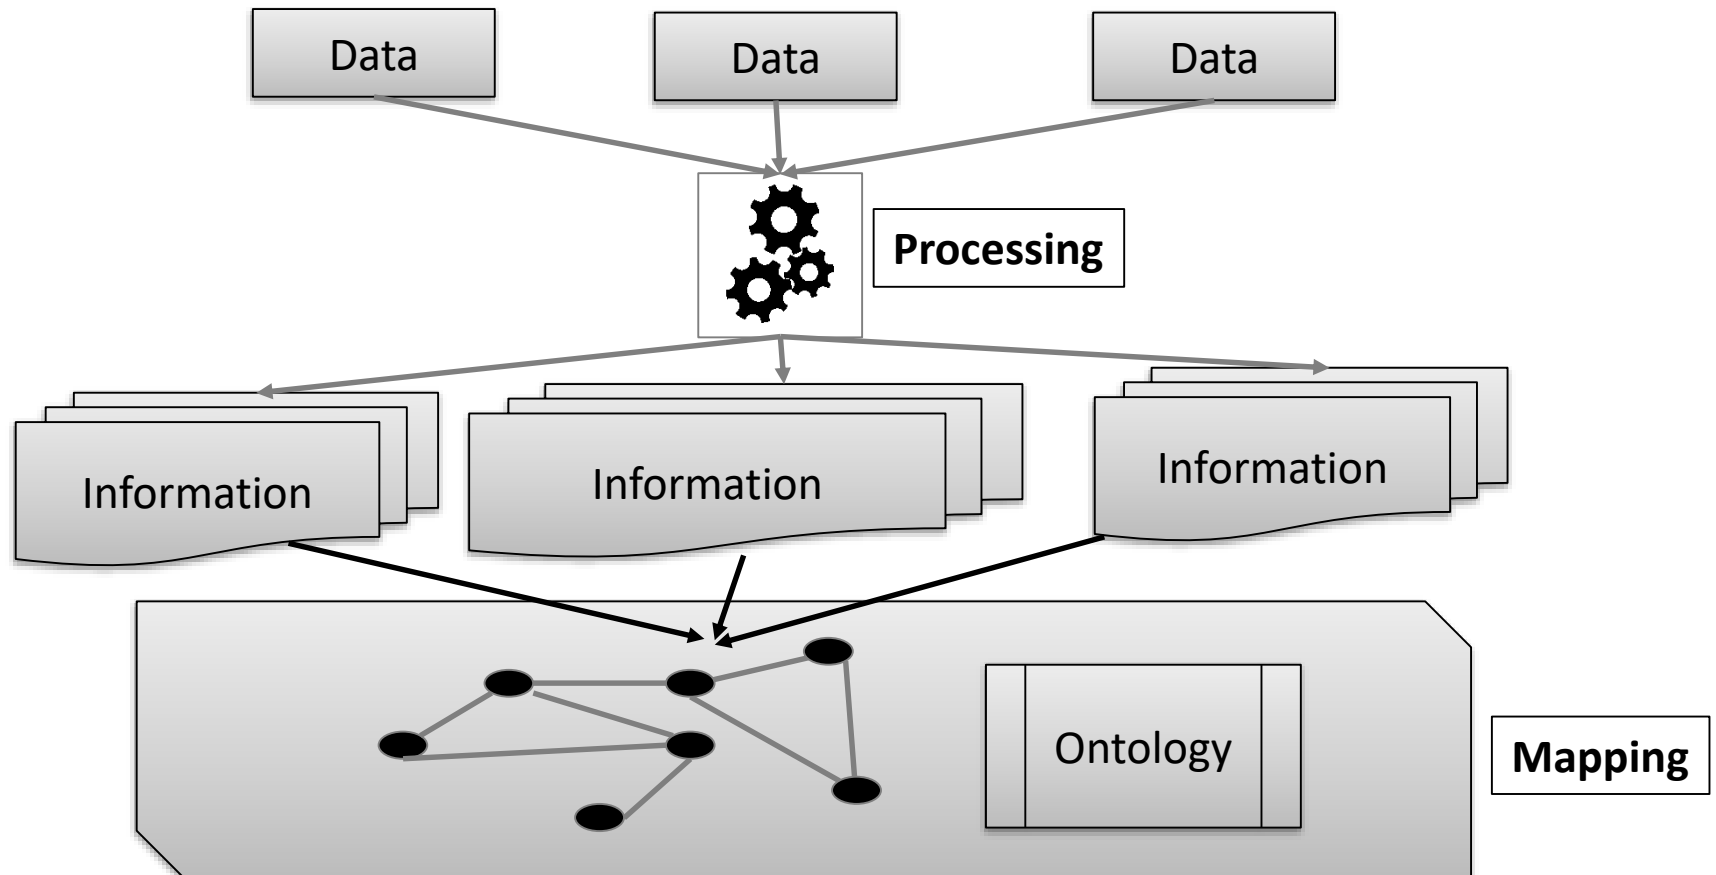 Data
Data
Data
Processing
Information
Information
Information
Ontology
Mapping